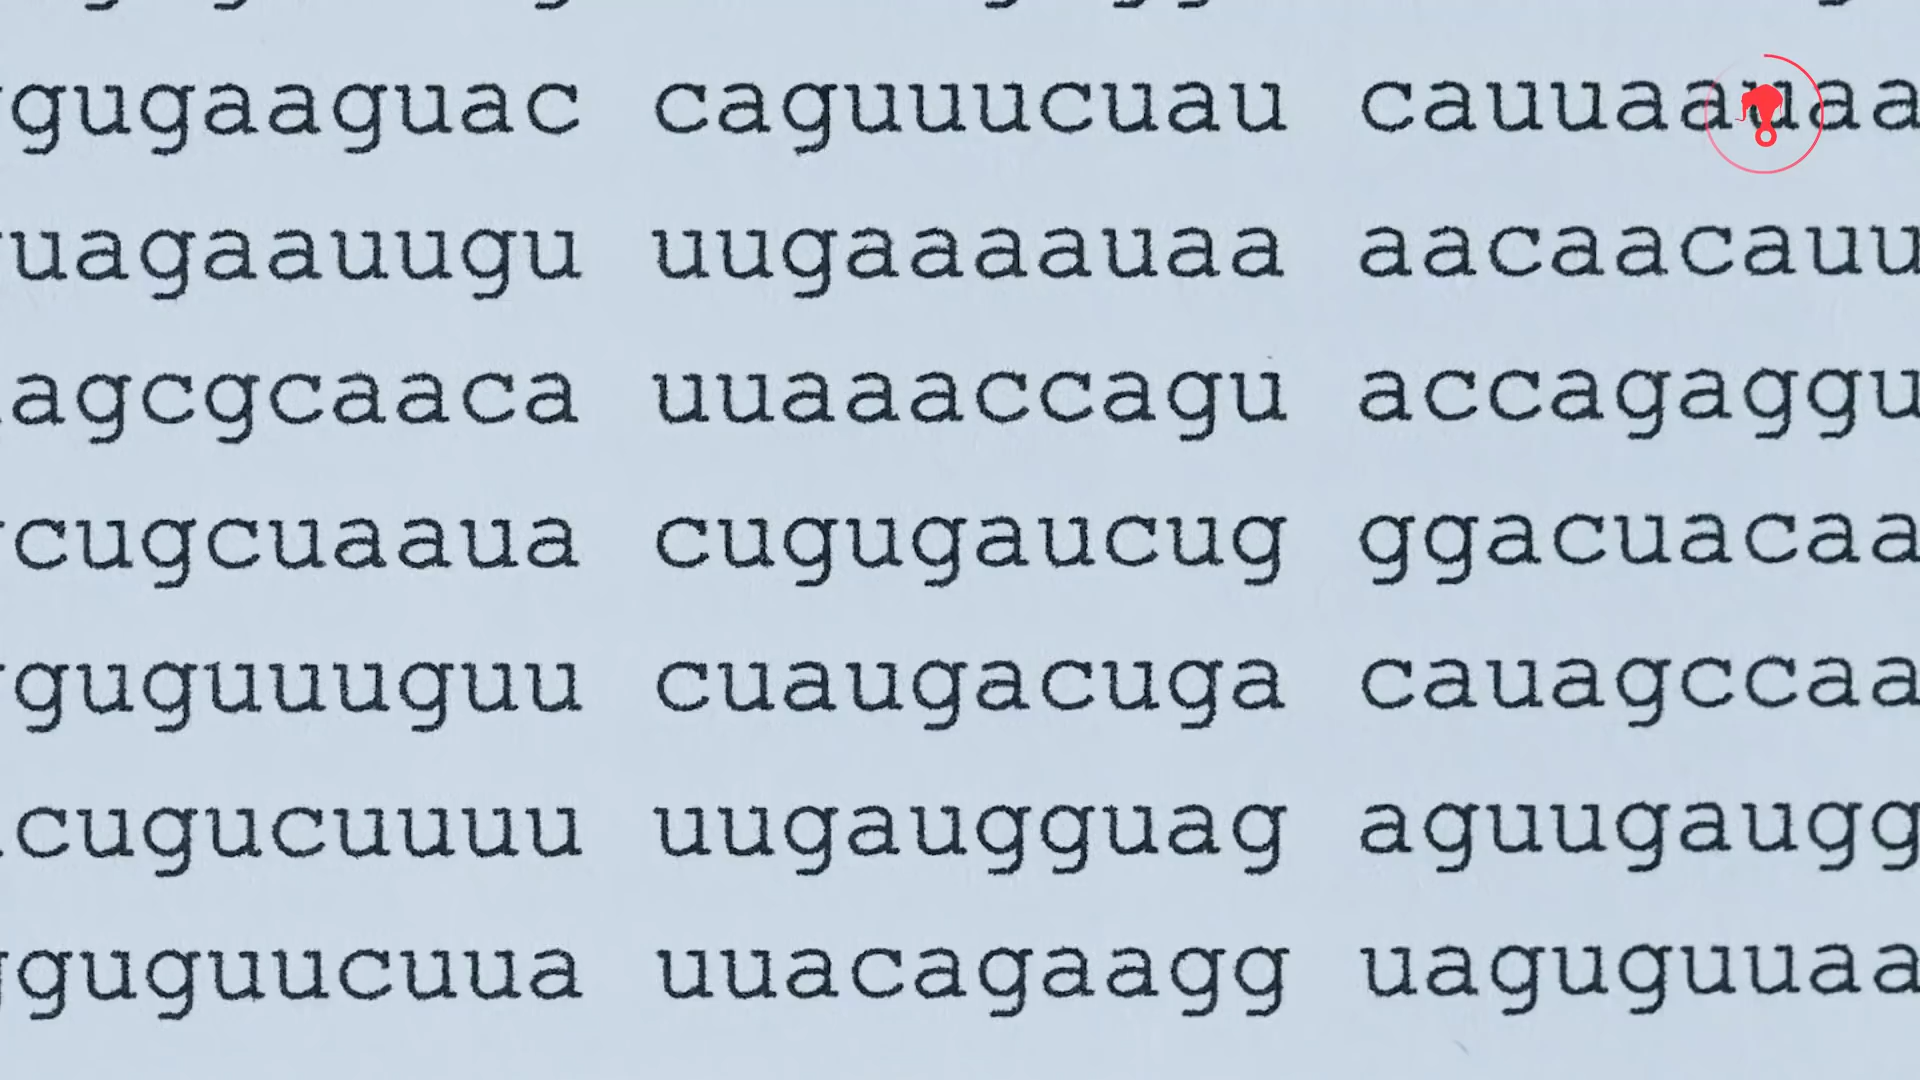 gugaaguac caguuucuau cauuaauaa
uagaauugu uugaaaauaa aacaacauu
agcgcaaca uuaaaccagu accagaggu
cugcuaaua cugugaucug ggacuacaa
guguuuguu cuaugacuga cauagccaa
cugucuuuu uugaugguag aguugaugg
guguucuua uuacagaagg uaguguuaa